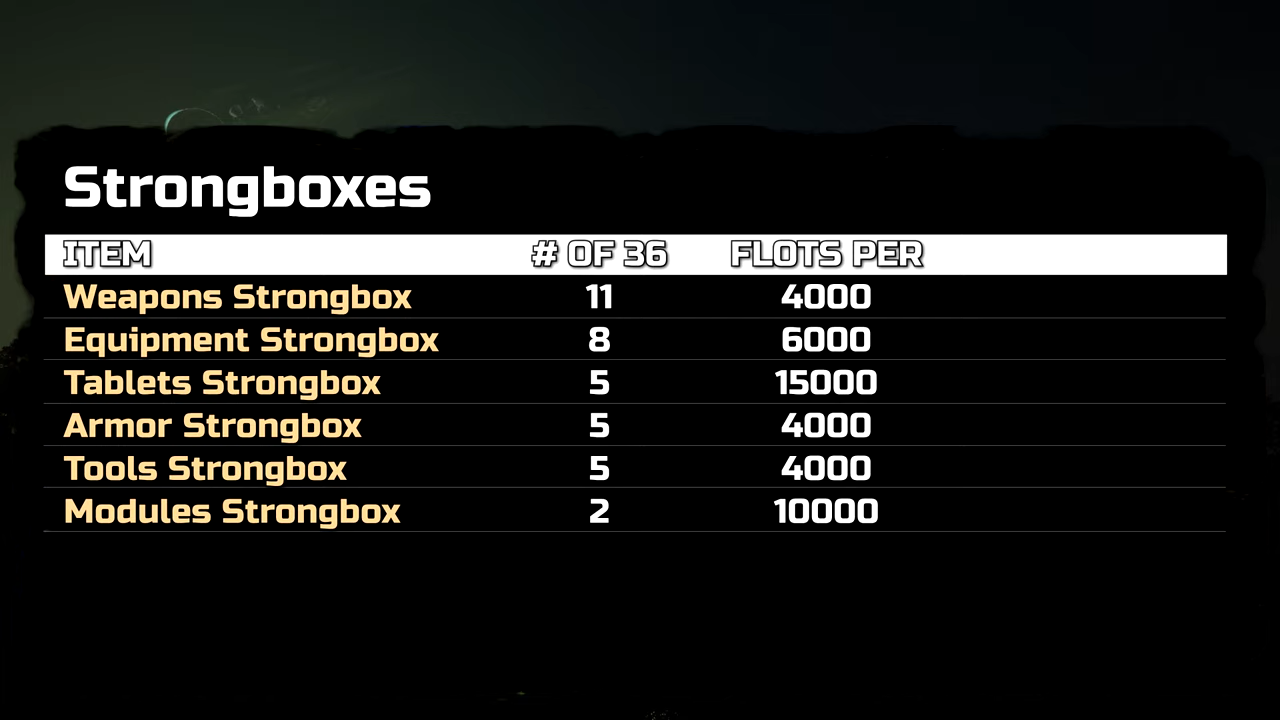 Strongboxes
ITEM # OF 36 FLOTS PER
Weapons Strongbox 11 4000
Equipment Strongbox 8 6000
Tablets Strongbox 5 15000
Armor Strongbox 5 4000
Tools Strongbox 5 4000
Modules Strongbox 2 10000